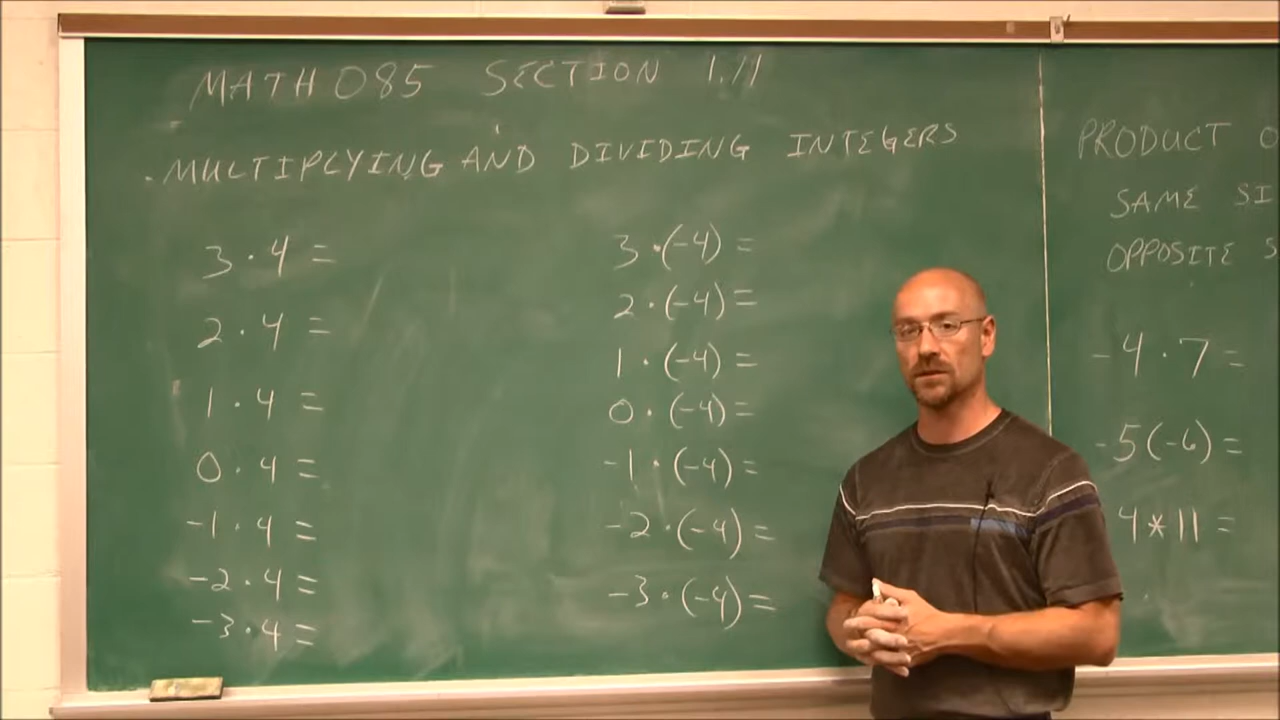 MATH 085 SECTION 1.11
MULTIPLYING AND DIVIDING INTEGERS
3 · 4 =
2 · 4 =
1 · 4 =
0 · 4 =
-1 · 4 =
-2 · 4 =
-3 · 4 =
3 · (-4) =
2 · (-4) =
1 · (-4) =
0 · (-4) =
-1 · (-4) =
-2 · (-4) =
-3 · (-4) =
PRODUCT
SAME
OPPOSITE
-4 · 7 =
-5(-6) =
4 * 11 =